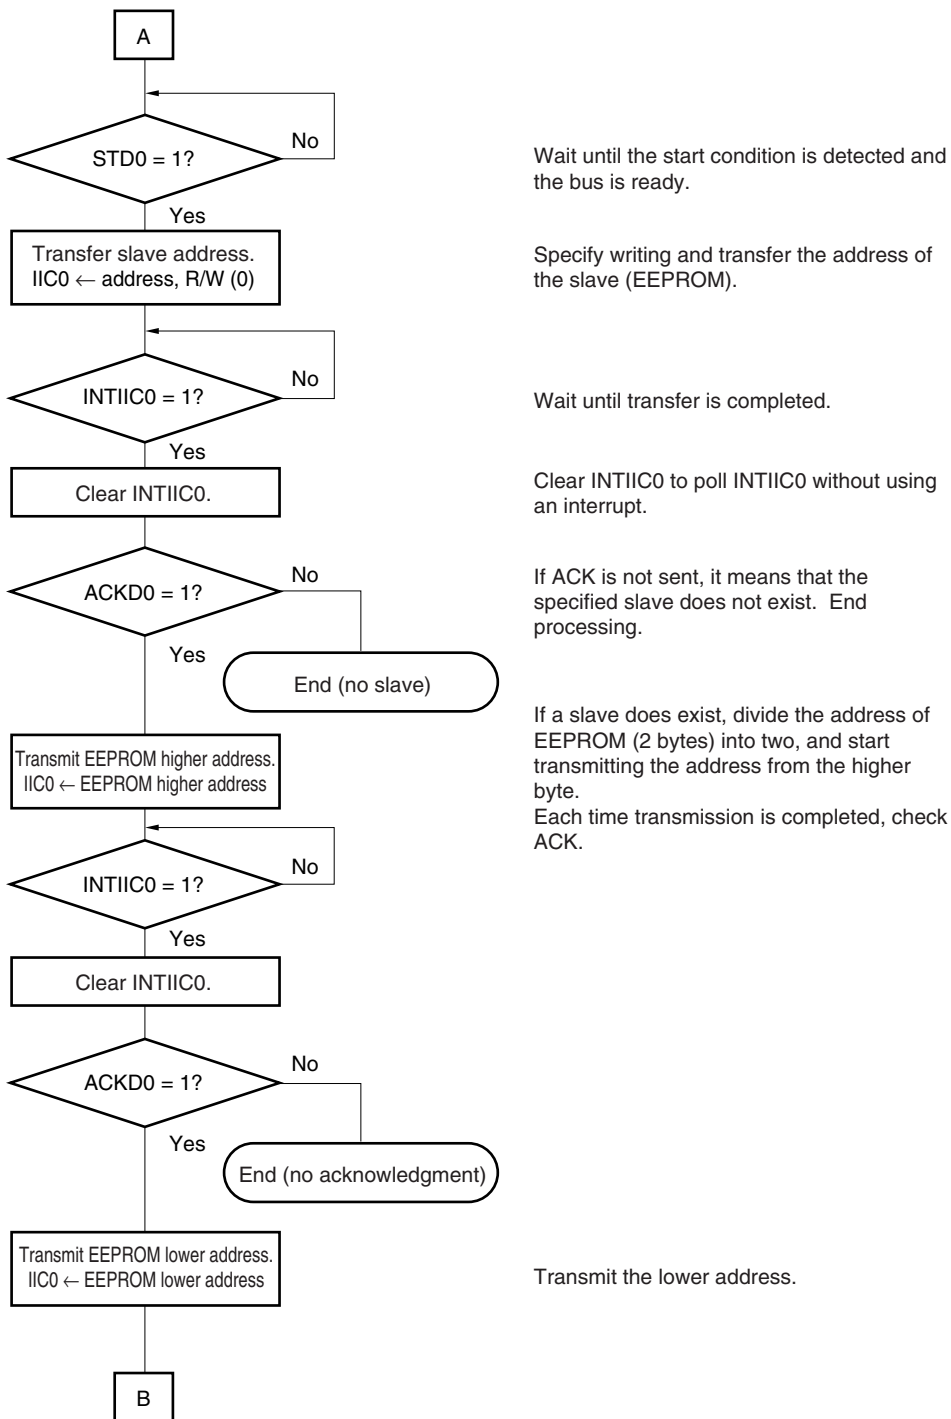 A
No
STD0 = 1?
Wait until the start condition is detected and
the bus is ready.
Yes
Transfer slave address.
IIC0 ← address, R/W (0)
Specify writing and transfer the address of
the slave (EEPROM).
No
INTIIC0 = 1?
Wait until transfer is completed.
Yes
Clear INTIIC0.
Clear INTIIC0 to poll INTIIC0 without using
an interrupt.
No
ACKD0 = 1?
If ACK is not sent, it means that the
specified slave does not exist.  End
processing.
Yes
End (no slave)
If a slave does exist, divide the address of
EEPROM (2 bytes) into two, and start
transmitting the address from the higher
byte.
Each time transmission is completed, check
ACK.
Transmit EEPROM higher address.
IIC0 ← EEPROM higher address
No
INTIIC0 = 1?
Yes
Clear INTIIC0.
No
ACKD0 = 1?
Yes
End (no acknowledgment)
Transmit EEPROM lower address.
IIC0 ← EEPROM lower address
Transmit the lower address.
B